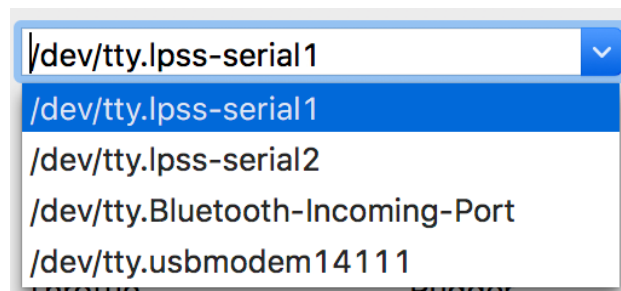 /dev/tty.lpss-serial1
/dev/tty.lpss-serial1
/dev/tty.lpss-serial2
/dev/tty.Bluetooth-Incoming-Port
/dev/tty.usbmodem14111